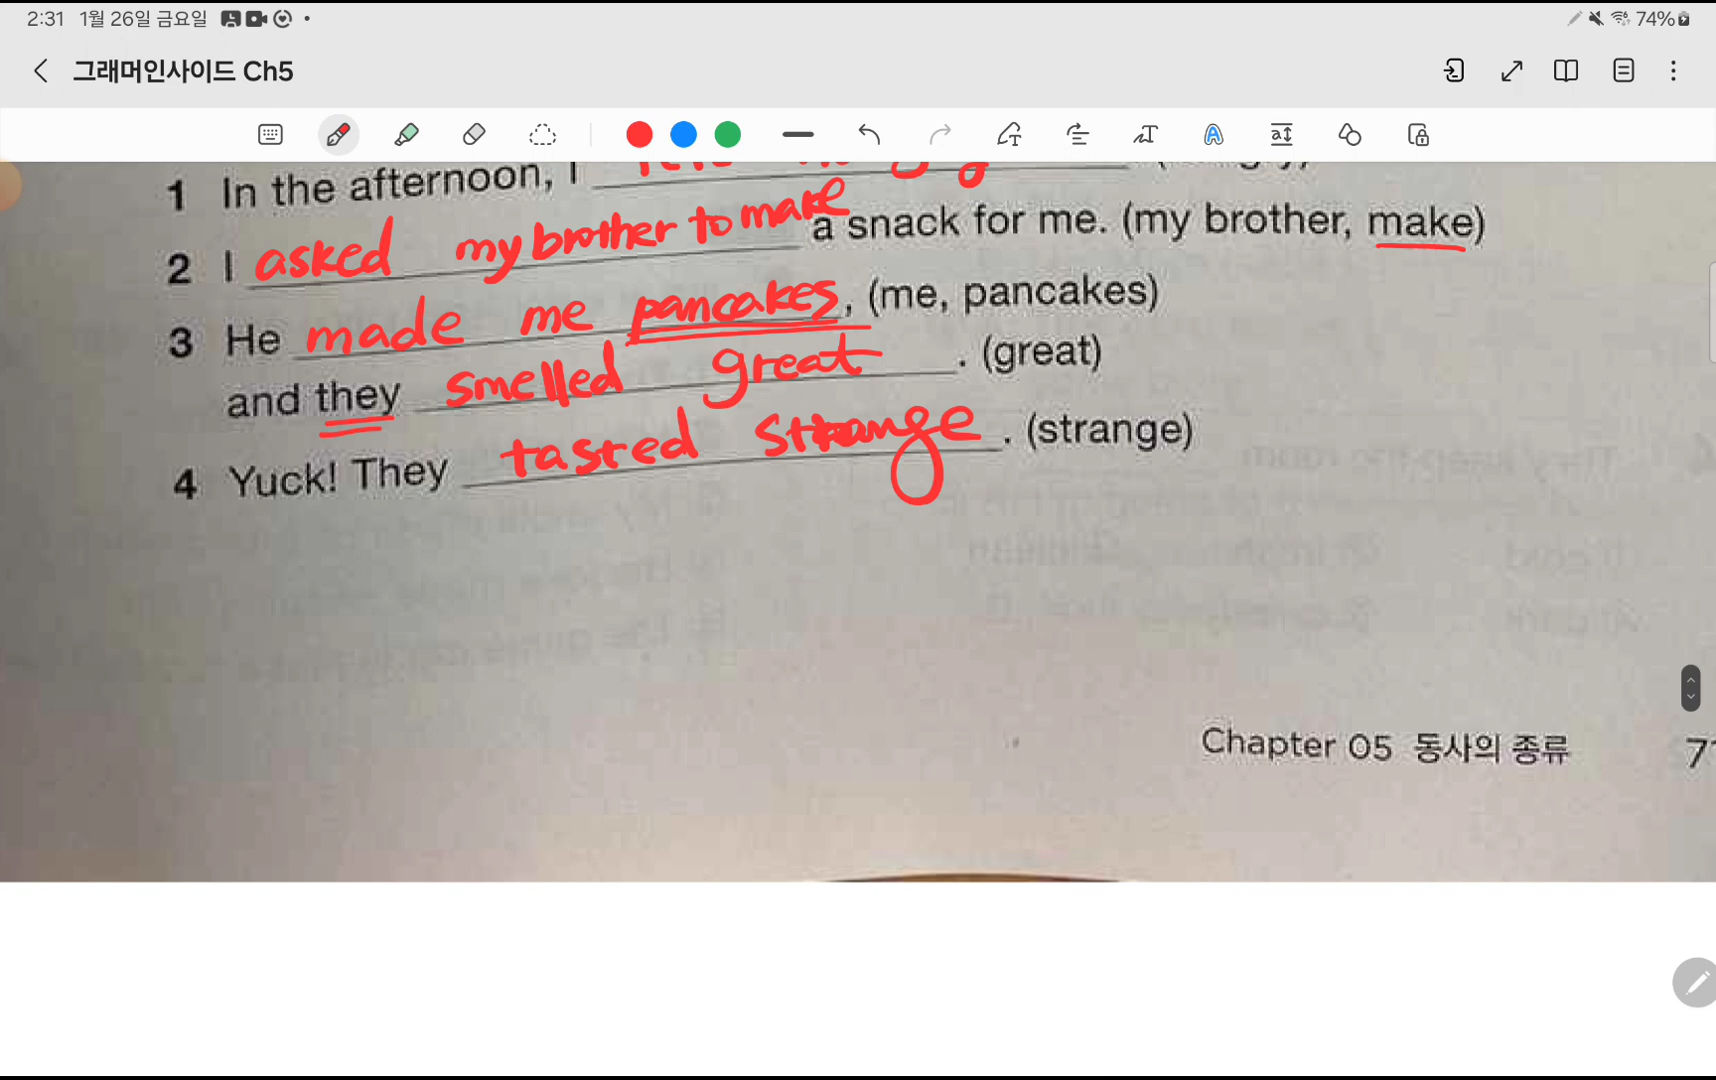 2:31 1월 26일 금요일 74%
그래머인사이드 Ch5
1 In the afternoon, I
2 I asked my brother to make a snack for me. (my brother, make)
3 He made me pancakes, (me, pancakes)
and they smelled great. (great)
4 Yuck! They tasted strange. (strange)
Chapter 05 동사의 종류